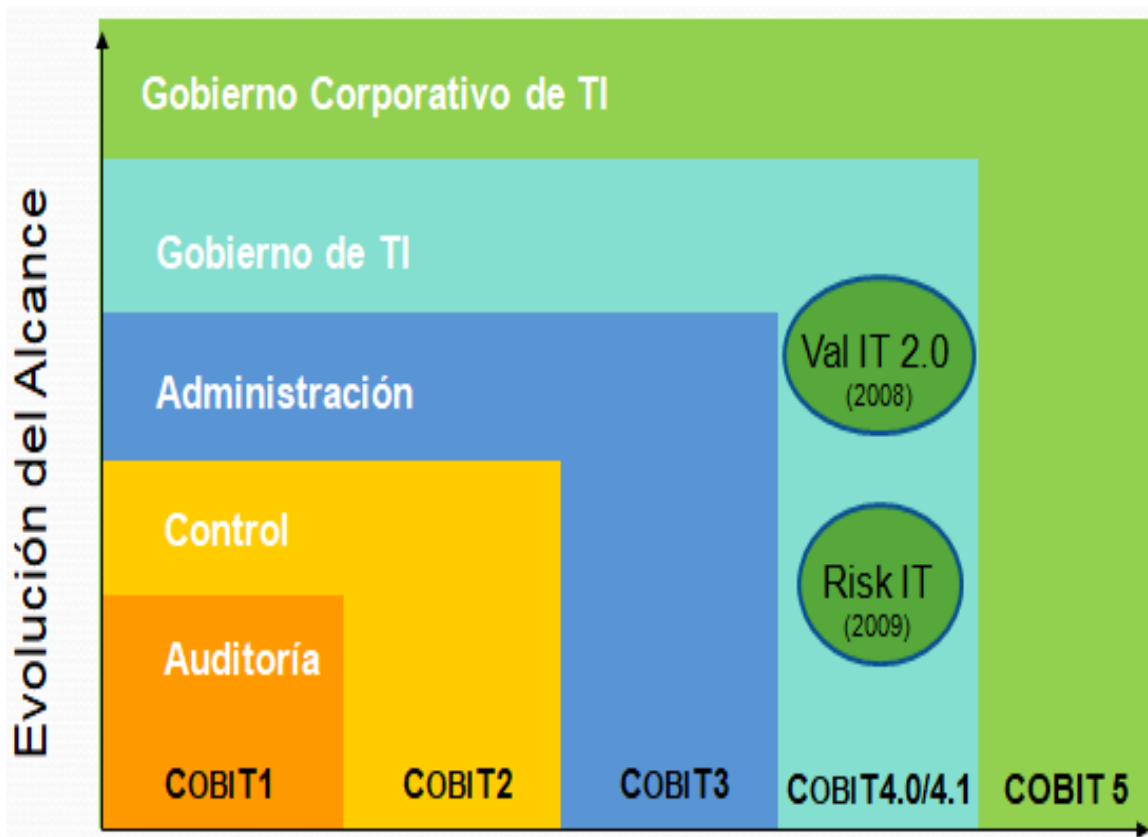 Evolución del Alcance
Gobierno Corporativo de TI
Gobierno de TI
Val IT 2.0
(2008)
Administración
Control
Risk IT
(2009)
Auditoría
COBIT1
COBIT2
COBIT3
COBIT4.0/4.1
COBIT 5